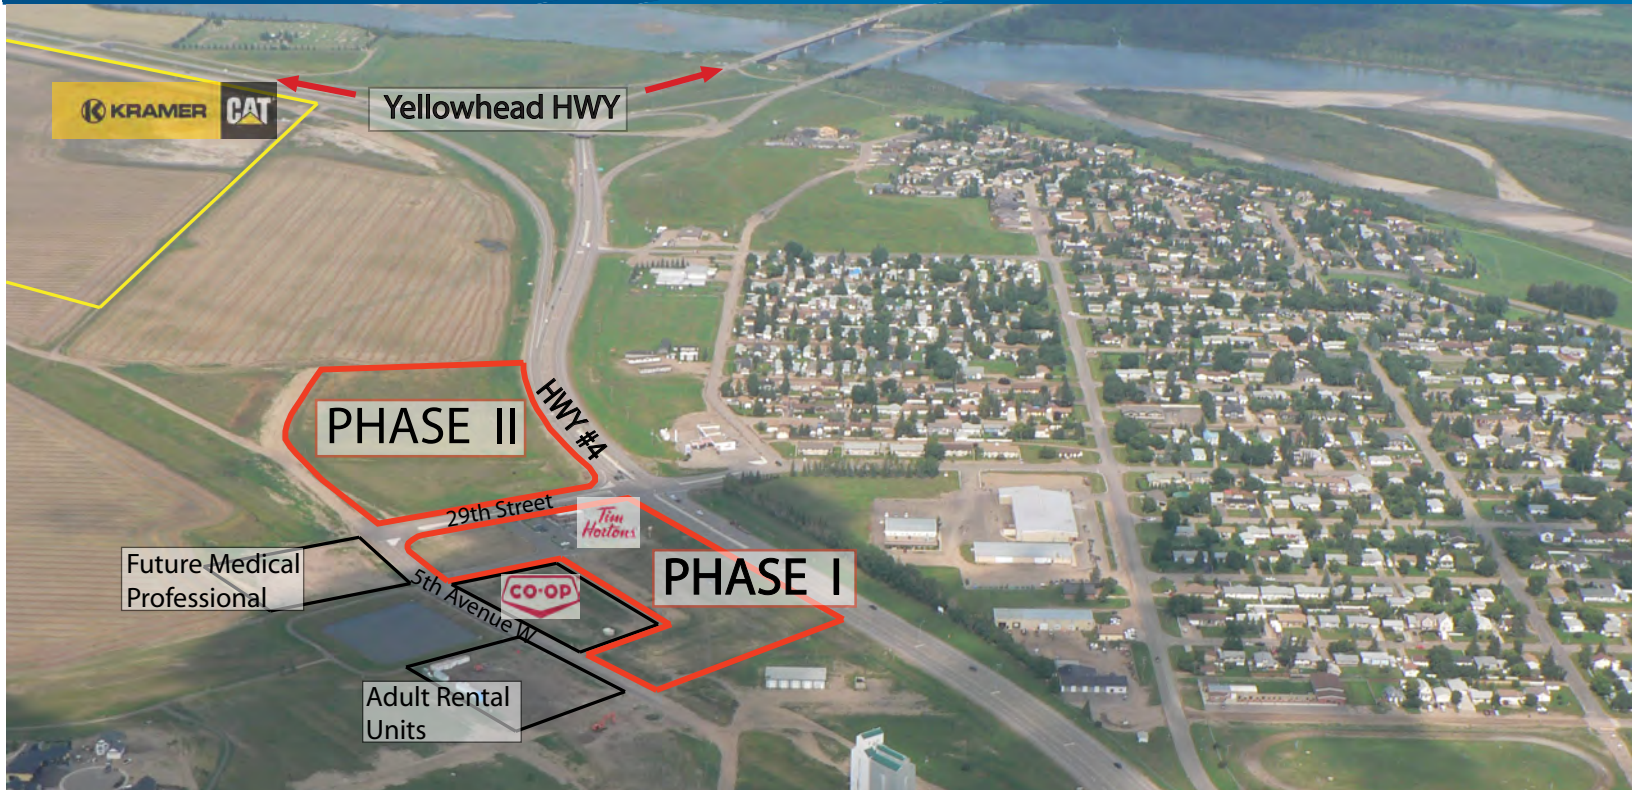 KRAMER CAT
Yellowhead HWY
PHASE II
HWY #4
29th Street
Tim
Hortons
Future Medical
Professional
5th Avenue W
CO-OP
PHASE I
Adult Rental
Units